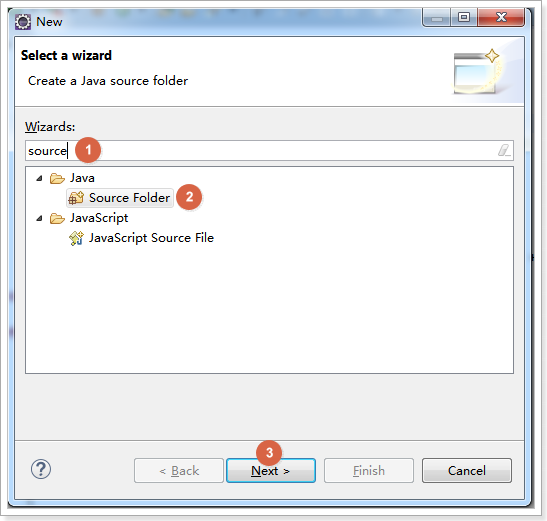 New
Select a wizard
Create a Java source folder
Wizards:
source 1
Java
Source Folder 2
JavaScript
JavaScript Source File
3
? < Back Next > Finish Cancel